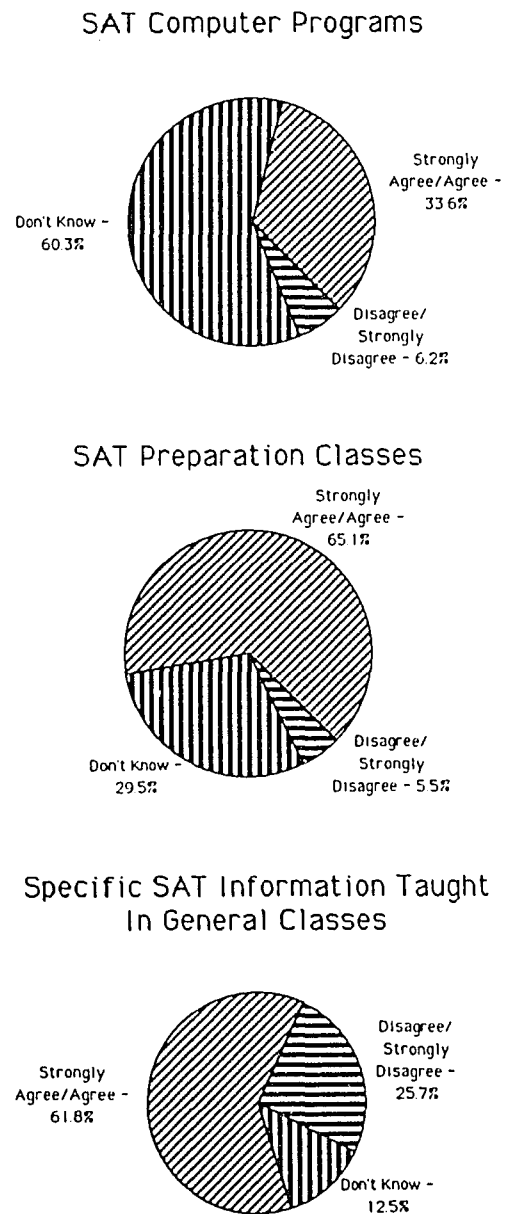 SAT Computer Programs
Strongly
Agree/Agree -
33.6%
Don't Know -
60.3%
Disagree/
Strongly
Disagree - 6.2%
SAT Preparation Classes
Strongly
Agree/Agree -
65.1%
Don't Know -
29.5%
Disagree/
Strongly
Disagree - 5.5%
Specific SAT Information Taught
In General Classes
Disagree/
Strongly
Disagree -
25.7%
Strongly
Agree/Agree -
61.8%
Don't Know -
12.5%